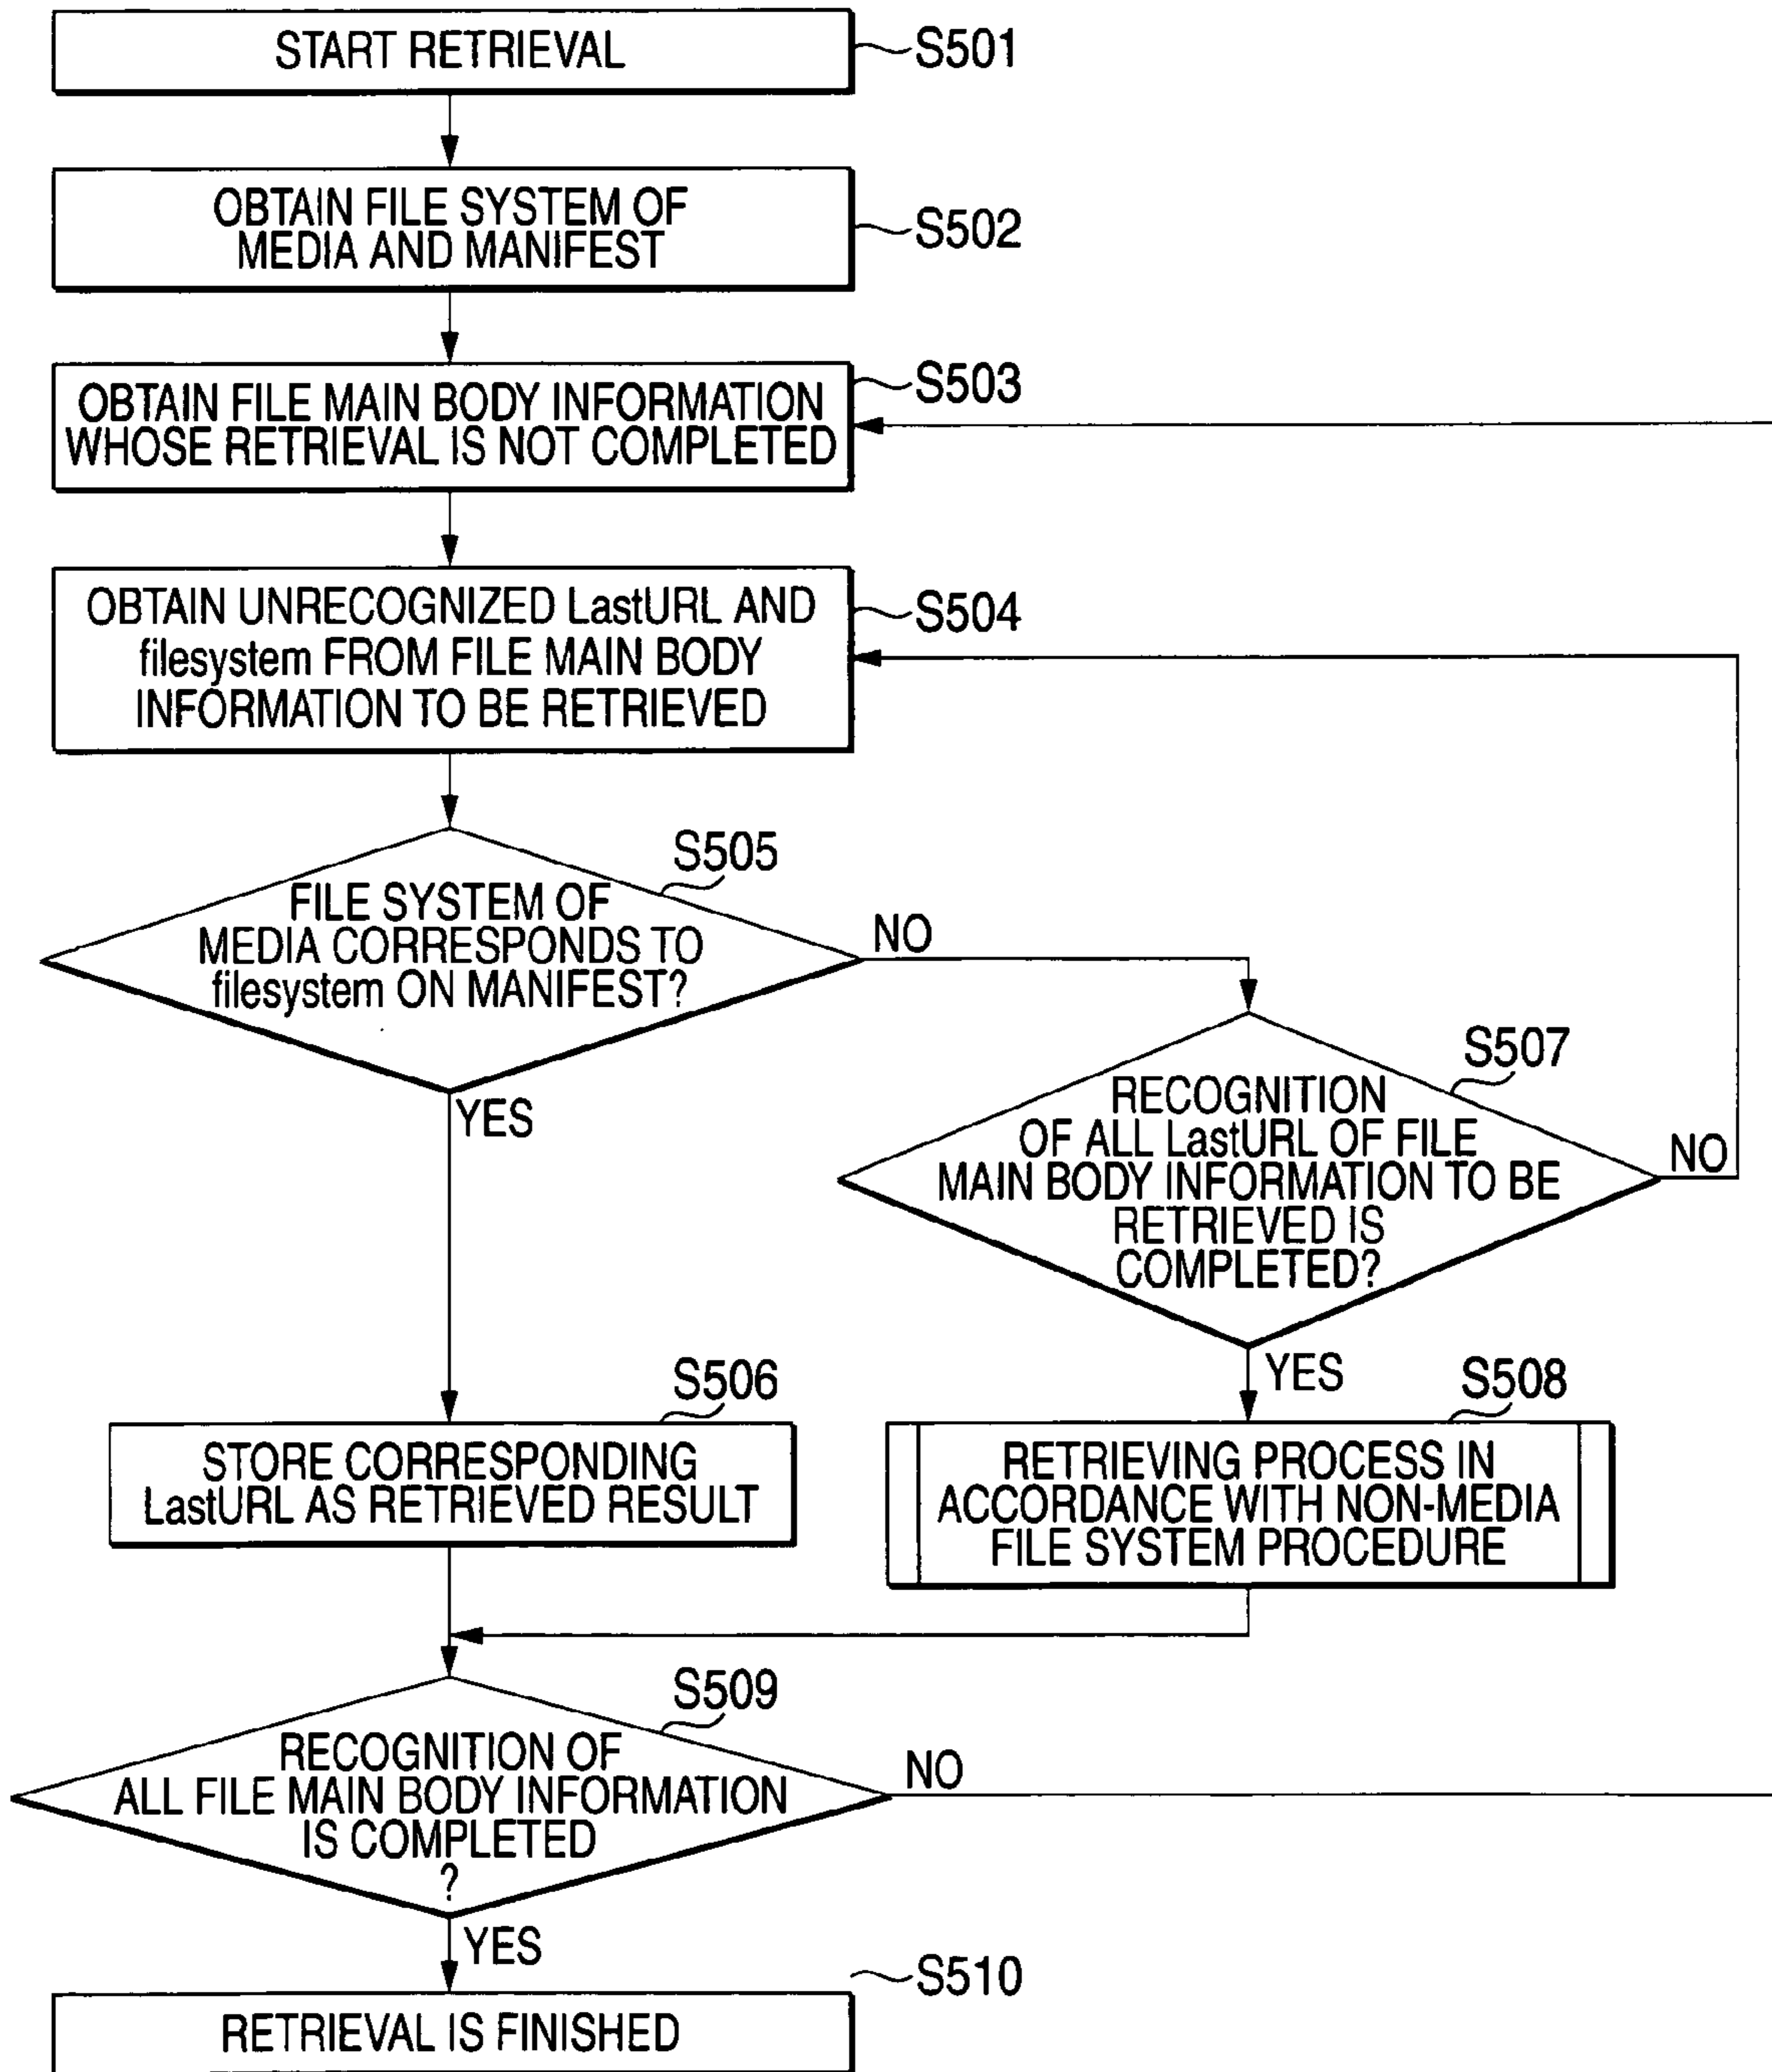 START RETRIEVAL
S501
OBTAIN FILE SYSTEM OF
MEDIA AND MANIFEST
S502
OBTAIN FILE MAIN BODY INFORMATION
WHOSE RETRIEVAL IS NOT COMPLETED
S503
OBTAIN UNRECOGNIZED LastURL AND
filesystem FROM FILE MAIN BODY
INFORMATION TO BE RETRIEVED
S504
S505
FILE SYSTEM OF
MEDIA CORRESPONDS TO
filesystem ON MANIFEST?
NO
YES
S507
RECOGNITION
OF ALL LastURL OF FILE
MAIN BODY INFORMATION TO BE
RETRIEVED IS
COMPLETED?
NO
YES
S506
STORE CORRESPONDING
LastURL AS RETRIEVED RESULT
S508
RETRIEVING PROCESS IN
ACCORDANCE WITH NON-MEDIA
FILE SYSTEM PROCEDURE
S509
RECOGNITION OF
ALL FILE MAIN BODY INFORMATION
IS COMPLETED
?
NO
YES
S510
RETRIEVAL IS FINISHED